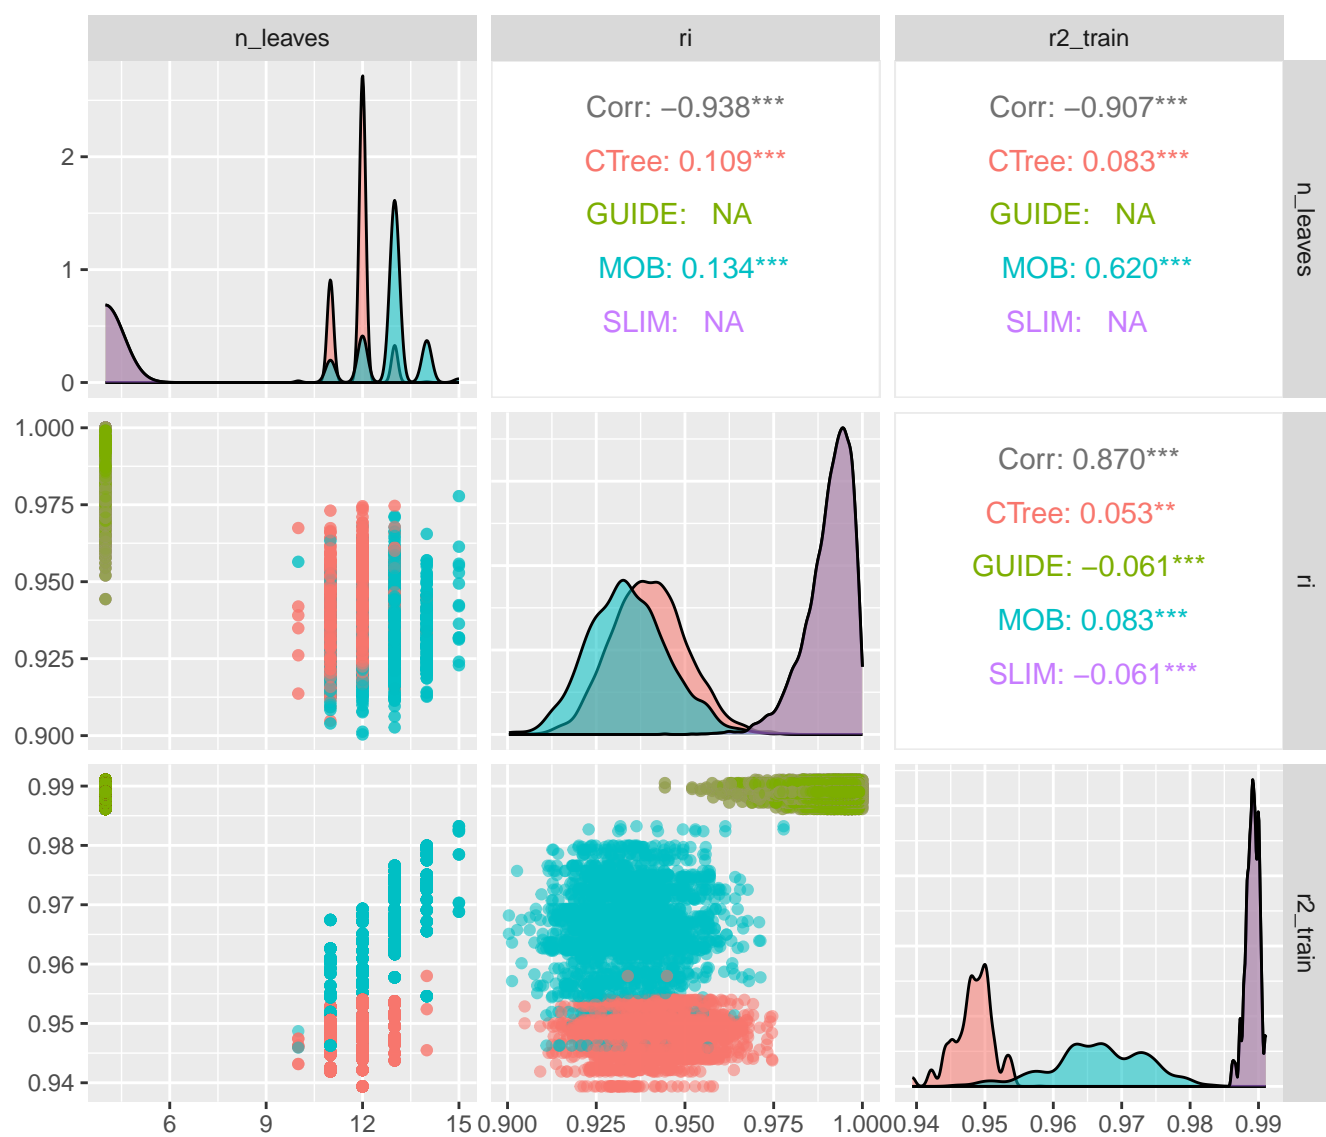 n_leaves ri r2_train
Corr: −0.938*** Corr: −0.907***
CTree: 0.109*** CTree: 0.083***
GUIDE: NA GUIDE: NA
MOB: 0.134*** MOB: 0.620***
SLIM: NA SLIM: NA
n_leaves
2
1
0
Corr: 0.870***
CTree: 0.053**
GUIDE: −0.061***
MOB: 0.083***
SLIM: −0.061***
ri
1.000
0.975
0.950
0.925
0.900
r2_train
0.99
0.98
0.97
0.96
0.95
0.94
6 9 12 15 0.900 0.925 0.950 0.975 1.000 0.94 0.95 0.96 0.97 0.98 0.99